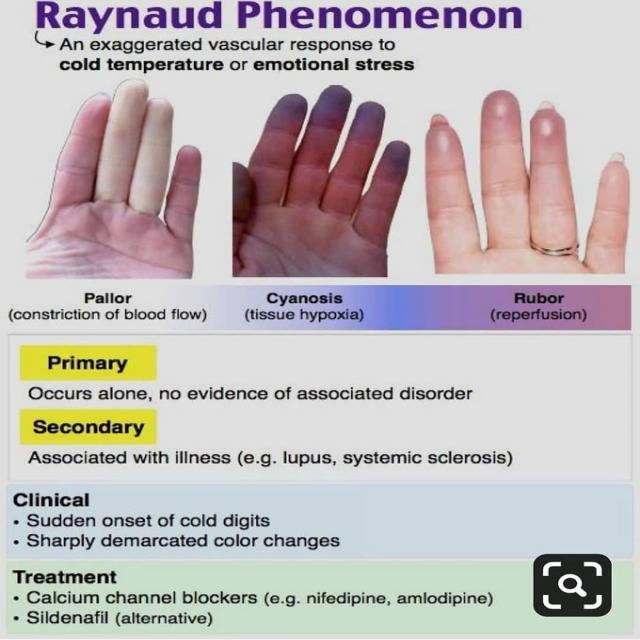 Raynaud Phenomenon
An exaggerated vascular response to
cold temperature or emotional stress
Pallor
(constriction of blood flow)
Cyanosis
(tissue hypoxia)
Rubor
(reperfusion)
Primary
Occurs alone, no evidence of associated disorder
Secondary
Associated with illness (e.g. lupus, systemic sclerosis)
Clinical
• Sudden onset of cold digits
• Sharply demarcated color changes
Treatment
• Calcium channel blockers (e.g. nifedipine, amlodipine)
• Sildenafil (alternative)